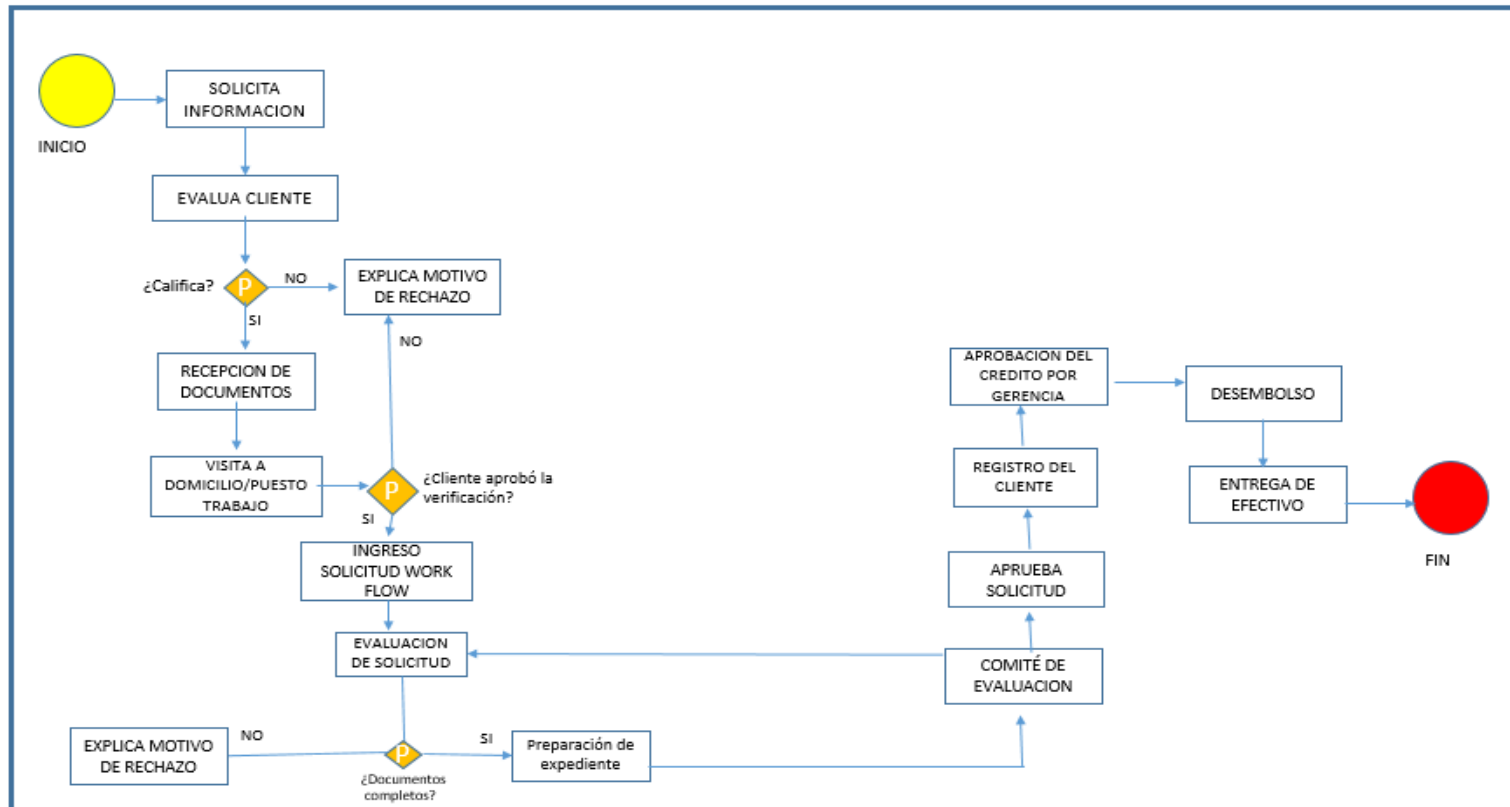 SOLICITA
INFORMACION
INICIO
EVALUA CLIENTE
¿Califica?
P
NO
EXPLICA MOTIVO
DE RECHAZO
SI
NO
RECEPCION DE
DOCUMENTOS
VISITA A
DOMICILIO/PUESTO
TRABAJO
P
¿Cliente aprobó la
verificación?
SI
INGRESO
SOLICITUD WORK
FLOW
EVALUACION
DE SOLICITUD
EXPLICA MOTIVO
DE RECHAZO
NO
P
¿Documentos
completos?
SI
Preparación de
expediente
COMITÉ DE
EVALUACION
APRUEBA
SOLICITUD
REGISTRO DEL
CLIENTE
APROBACION DEL
CREDITO POR
GERENCIA
DESEMBOLSO
ENTREGA DE
EFECTIVO
FIN